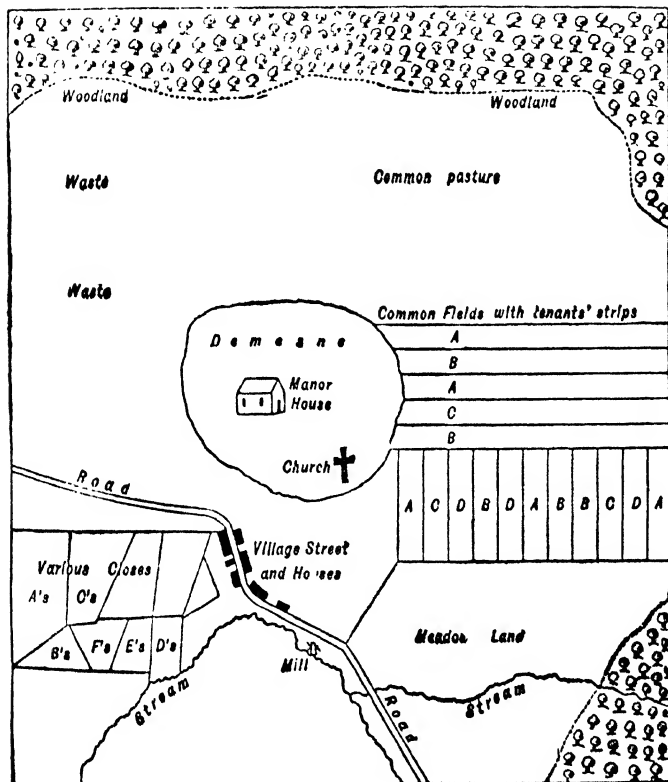 Woodland
Woodland
Waste
Common pasture
Waste
Common Fields with tenants' strips
A
B
A
C
B
Demesne
Manor
House
Church
Road
A C D B D A B B C D A
Village Street
and Houses
Various Closes
A's C's
B's F's E's D's
Meadow Land
Mill
Stream
Road
Stream